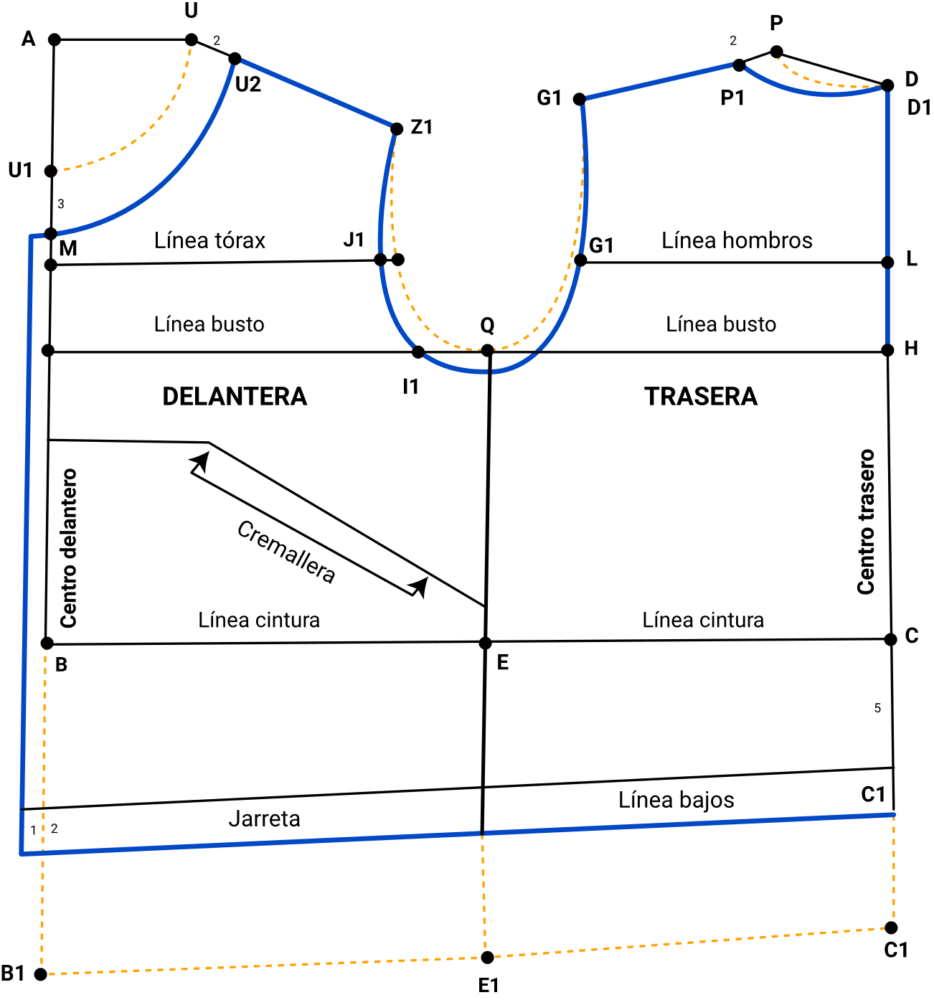 U
A
2
U2
Z1
U1
3
M
Línea tórax
J1
P
2
G1
P1
D
D1
Línea hombros
G1
L
Línea busto
Q
Línea busto
H
I1
DELANTERA
TRASERA
Centro delantero
Cremallera
Centro trasero
Línea cintura
Línea cintura
B
E
C
5
C1
Línea bajos
Jarreta
1
2
B1
E1
C1